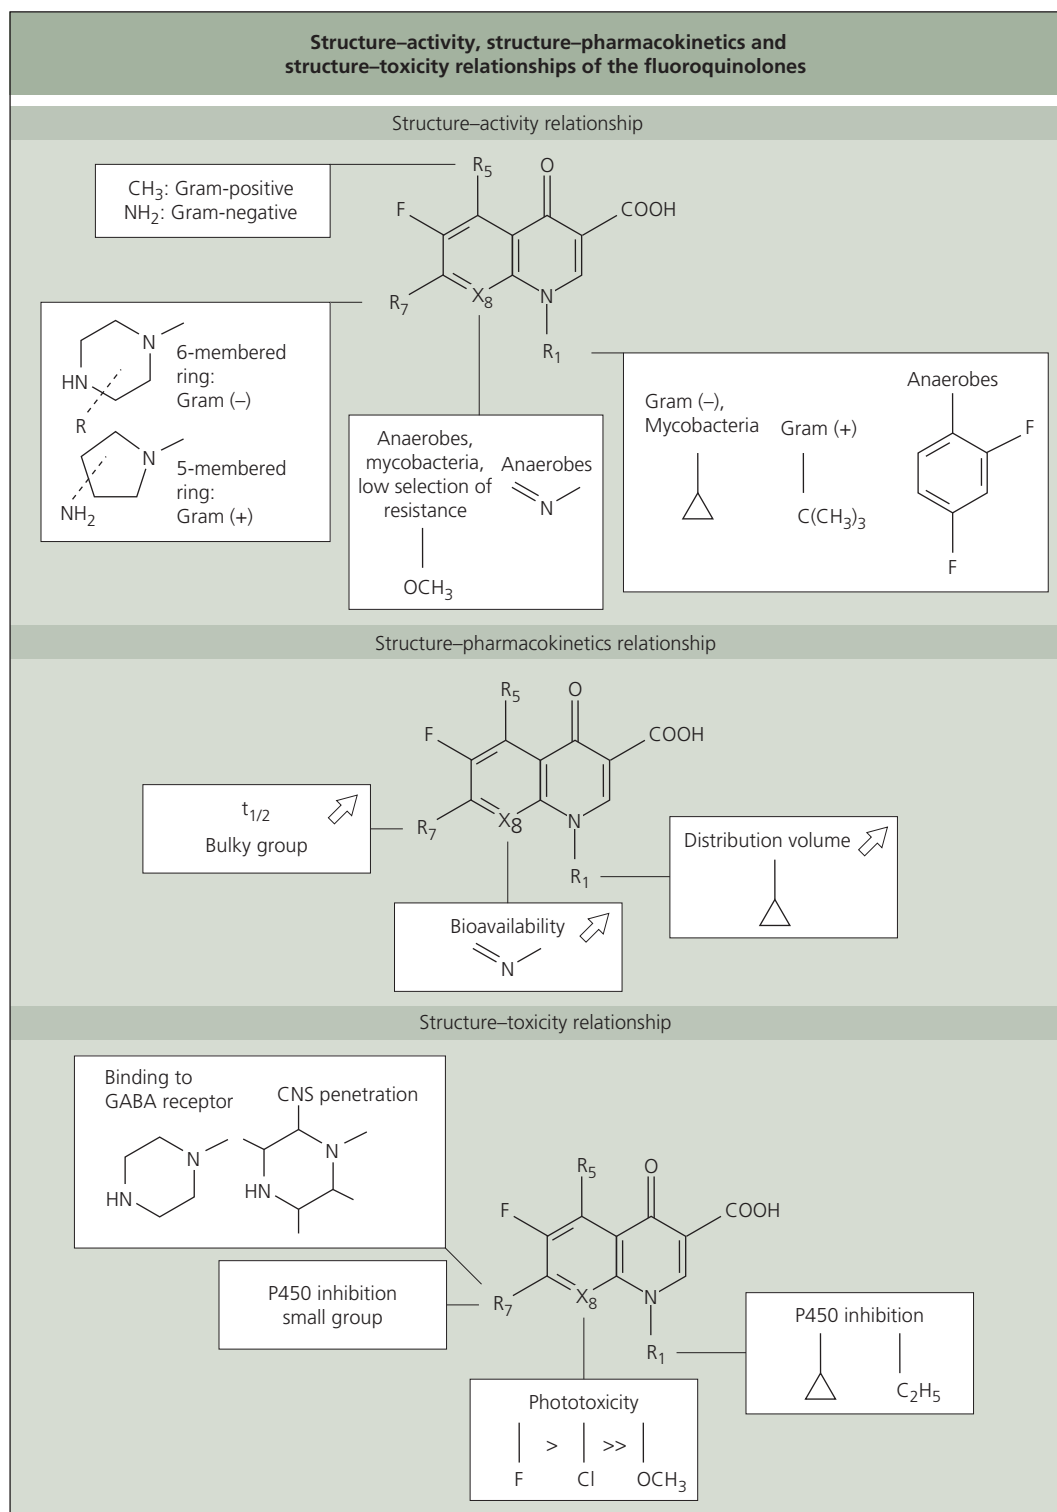 Structure–activity, structure–pharmacokinetics and
structure–toxicity relationships of the fluoroquinolones
Structure–activity relationship
CH₃: Gram-positive
NH₂: Gram-negative
R₅
O
F
COOH
R₇
X₈
N
R₁
N
HN
R
6-membered
ring:
Gram (–)
N
NH₂
5-membered
ring:
Gram (+)
Anaerobes,
mycobacteria,
low selection of
resistance
OCH₃
Anaerobes
N
Gram (–),
Mycobacteria
Gram (+)
C(CH₃)₃
Anaerobes
F
F
Structure–pharmacokinetics relationship
R₅
O
F
COOH
R₇
X8
N
R₁
t₁/₂
Bulky group
Distribution volume
Bioavailability
N
Structure–toxicity relationship
Binding to
GABA receptor
N
HN
CNS penetration
N
HN
R₅
O
F
COOH
R₇
X₈
N
R₁
P450 inhibition
small group
P450 inhibition
C₂H₅
Phototoxicity
F > Cl >> OCH₃